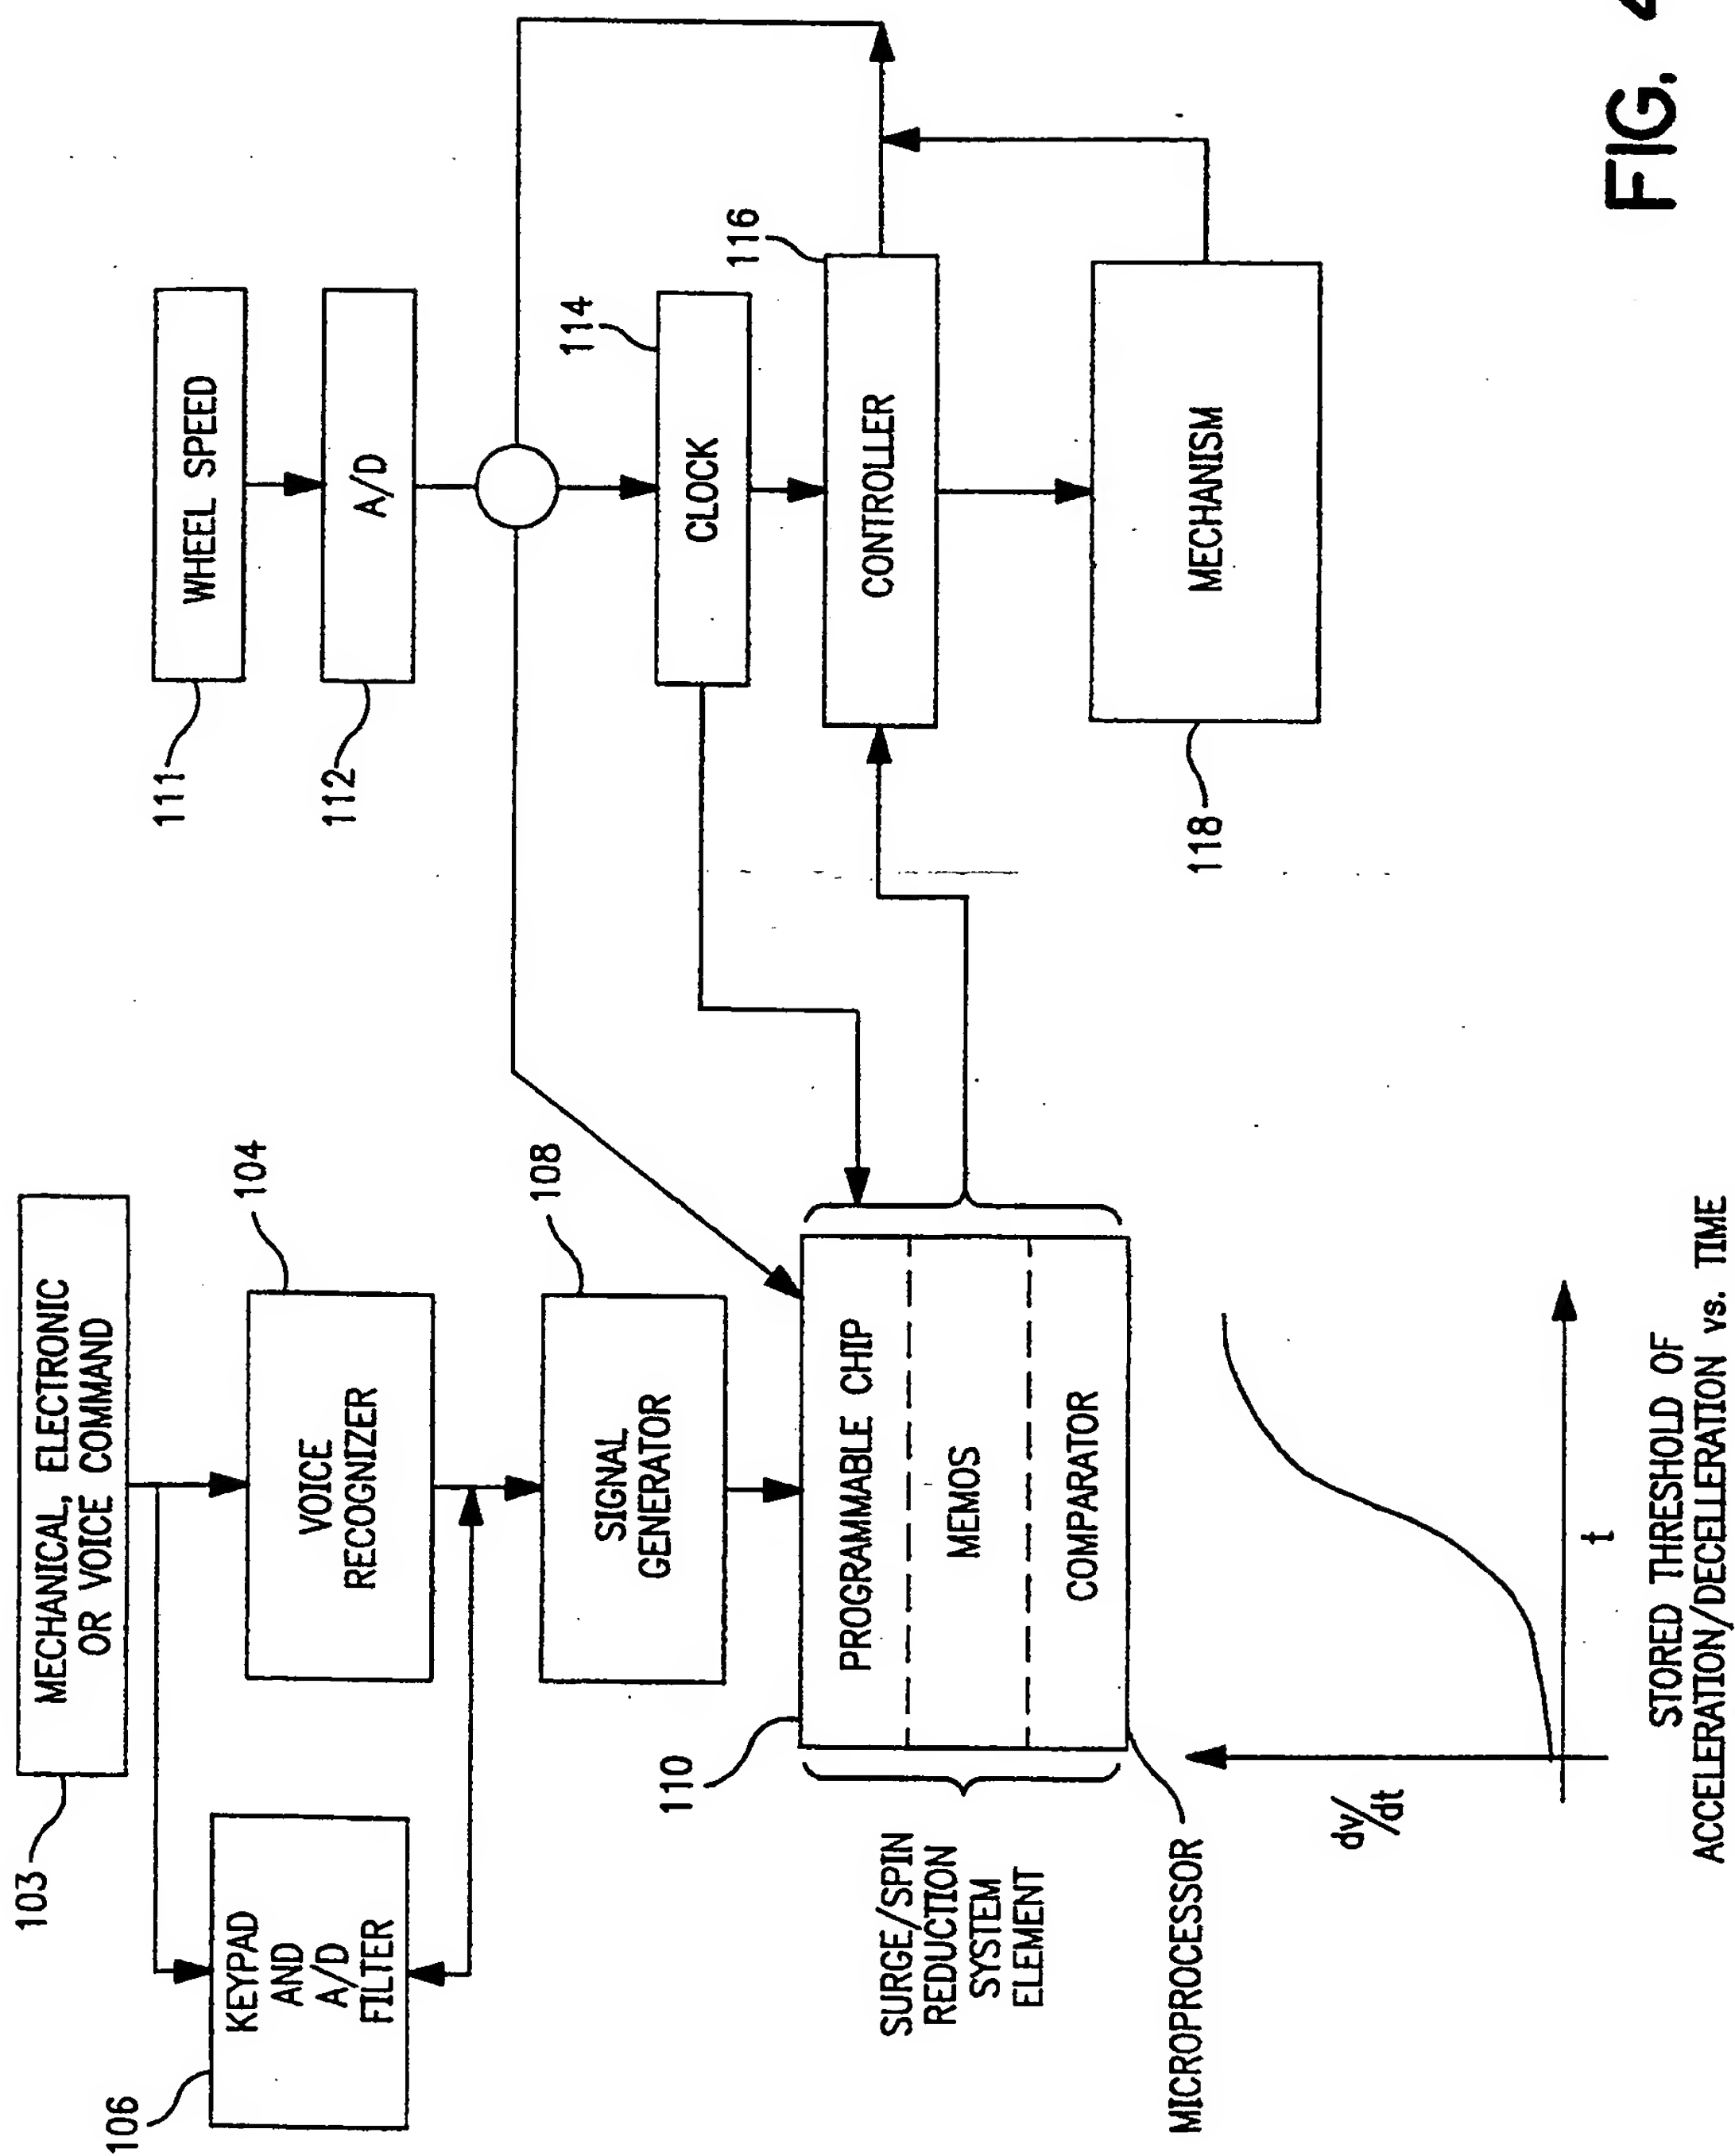 103
MECHANICAL, ELECTRONIC
OR VOICE COMMAND
106
KEYPAD
AND
A/D
FILTER
104
VOICE
RECOGNIZER
108
SIGNAL
GENERATOR
110
PROGRAMMABLE CHIP
MEMOS
COMPARATOR
SURGE/SPIN
REDUCTION
SYSTEM
ELEMENT
MICROPROCESSOR
dv/dt
t
STORED THRESHOLD OF
ACCELERATION/DECELLERATION vs. TIME
111
WHEEL SPEED
112
A/D
114
CLOCK
116
CONTROLLER
118
MECHANISM
FIG. 4